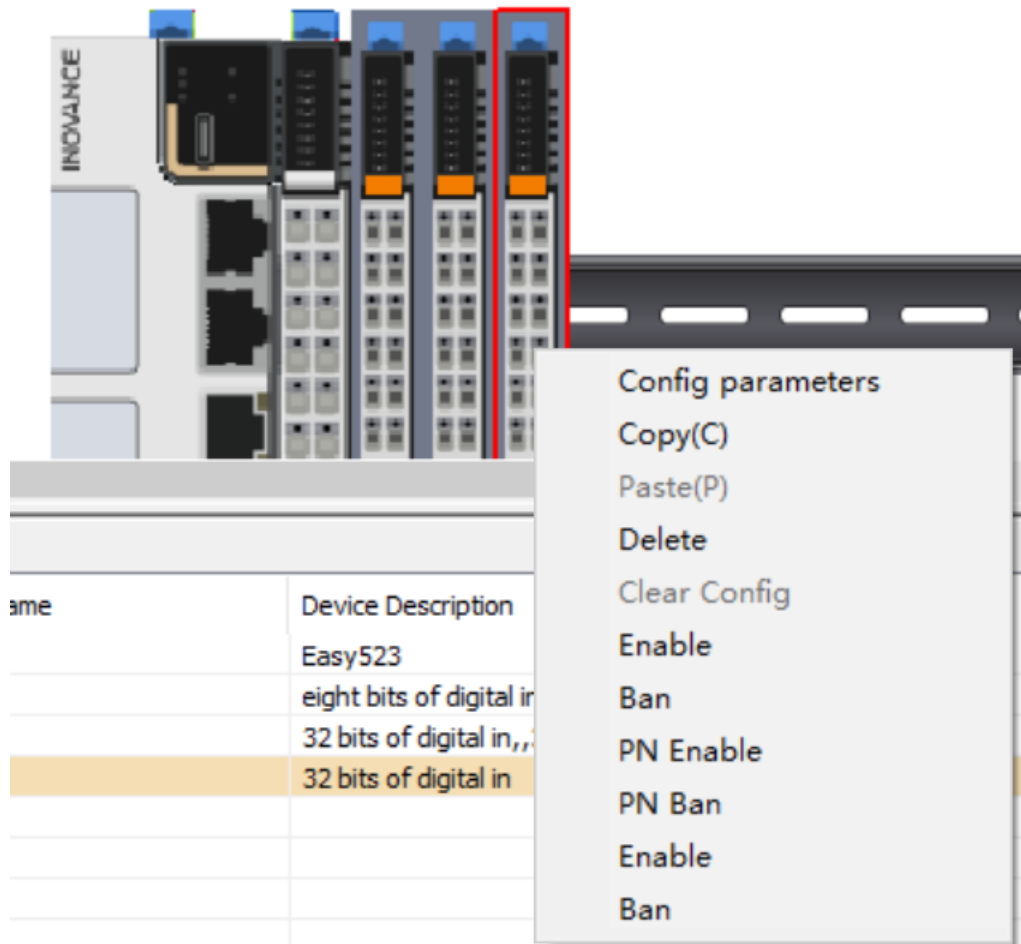 INOVANCE
Config parameters
Copy(C)
Paste(P)
Delete
Clear Config
Enable
Ban
PN Enable
PN Ban
Enable
Ban
ame Device Description
Easy523
eight bits of digital in
32 bits of digital in,,
32 bits of digital in